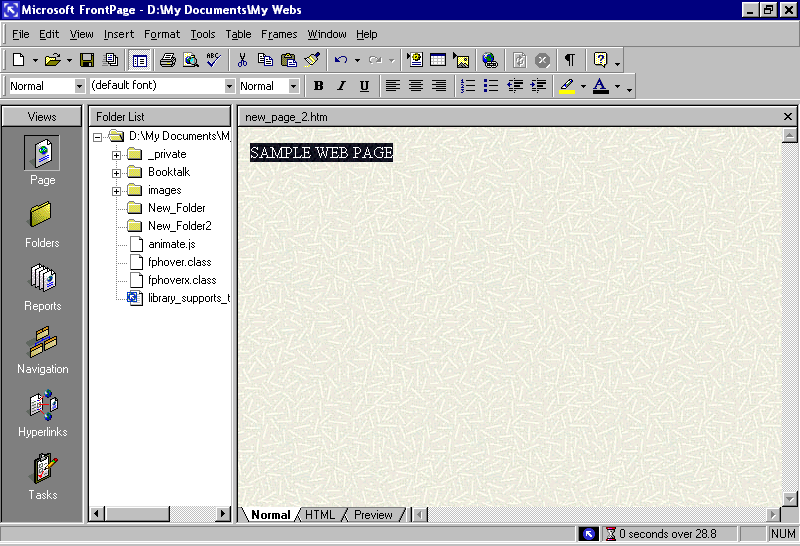 Microsoft FrontPage - D:\My Documents\My Webs
File Edit View Insert Format Tools Table Frames Window Help
Normal (default font) Normal B I U A
Views
Page
Folders
Reports
Navigation
Hyperlinks
Tasks
Folder List
D:\My Documents\M
_private
Booktalk
images
New_Folder
New_Folder2
animate.js
fphover.class
fphoverx.class
library_supports_t
new_page_2.htm
SAMPLE WEB PAGE
Normal HTML Preview
0 seconds over 28.8 NUM